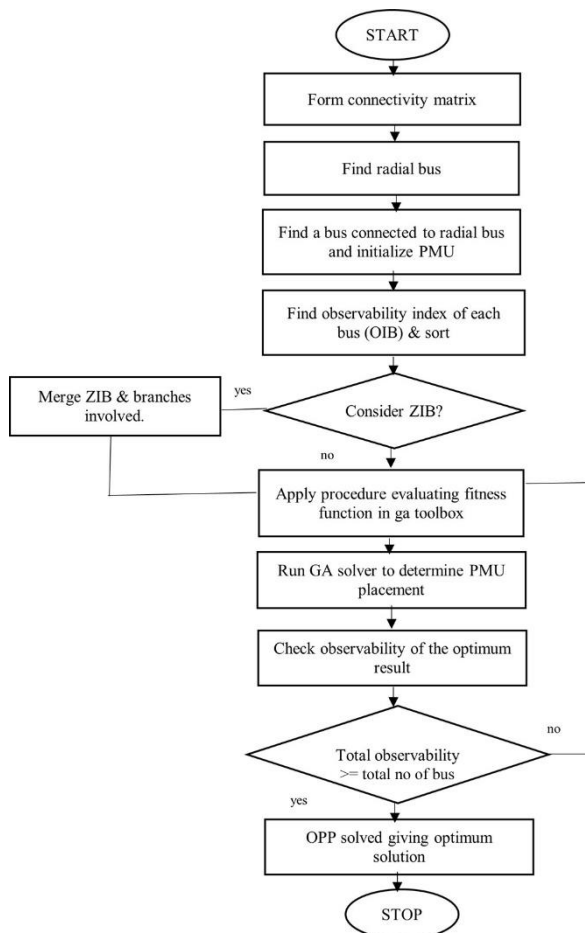 START
Form connectivity matrix
Find radial bus
Find a bus connected to radial bus
and initialize PMU
Find observability index of each
bus (OIB) & sort
Merge ZIB & branches
involved.
yes
Consider ZIB?
no
Apply procedure evaluating fitness
function in ga toolbox
Run GA solver to determine PMU
placement
Check observability of the optimum
result
no
Total observability
>= total no of bus
yes
OPP solved giving optimum
solution
STOP